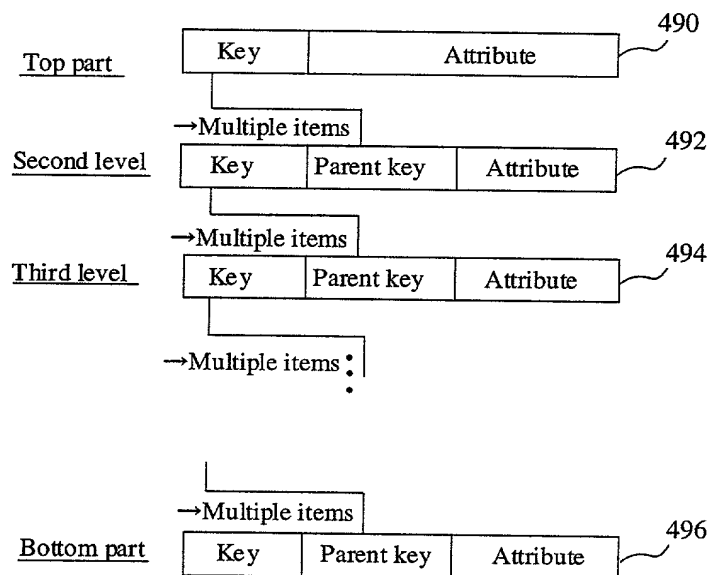 490
Key Attribute
Top part
→Multiple items
492
Second level Key Parent key Attribute
→Multiple items
494
Third level Key Parent key Attribute
→Multiple items
→Multiple items
496
Bottom part Key Parent key Attribute